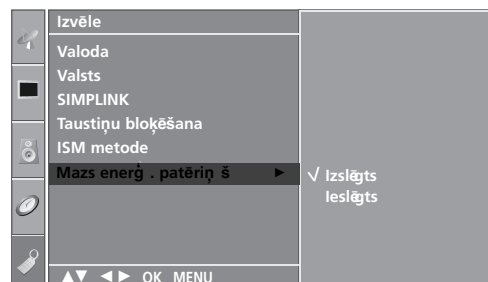 Izvēle
Valoda
Valsts
SIMPLINK
Taustiņu bloķēšana
ISM metode
Mazs enerģ . patēriņ š ► √ Izslēgts
Ieslēgts
▲▼ ◄► OK MENU